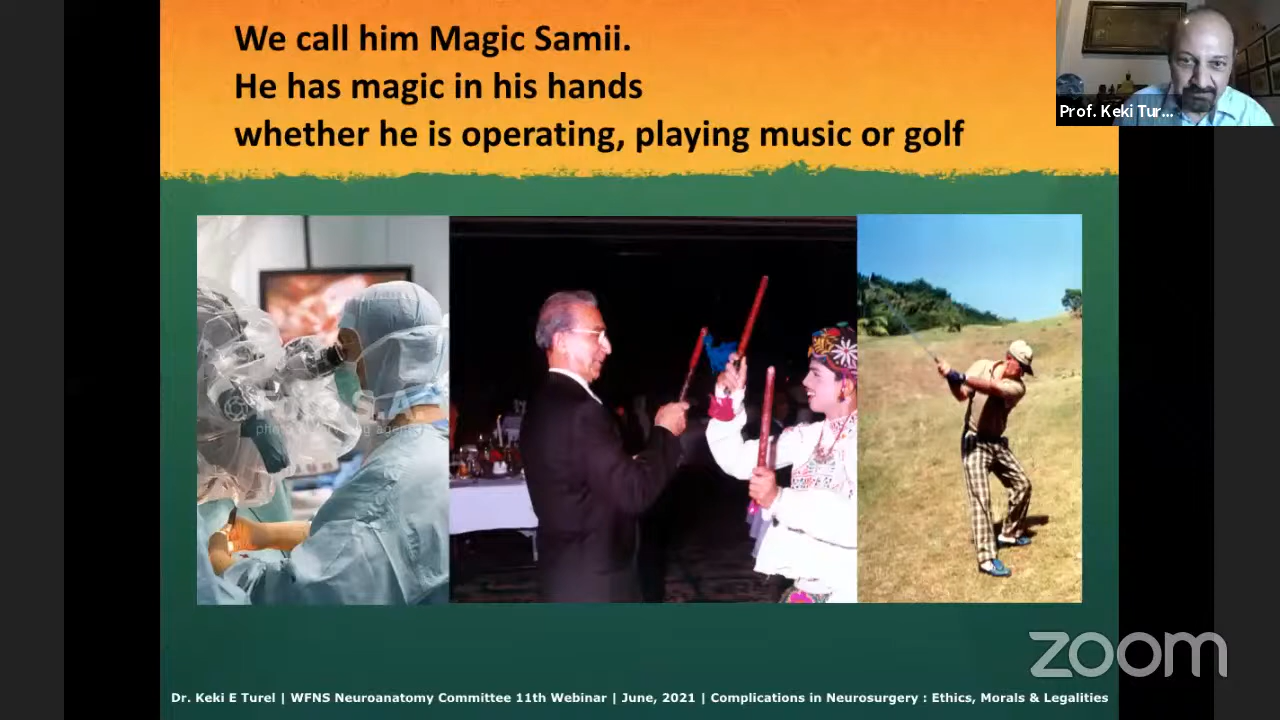 We call him Magic Samii.
He has magic in his hands
whether he is operating, playing music or golf
Prof. Keki Tur...
Foto S.A.
zoom
Dr. Keki E Turel | WFNS Neuroanatomy Committee 11th Webinar | June, 2021 | Complications in Neurosurgery : Ethics, Morals & Legalities